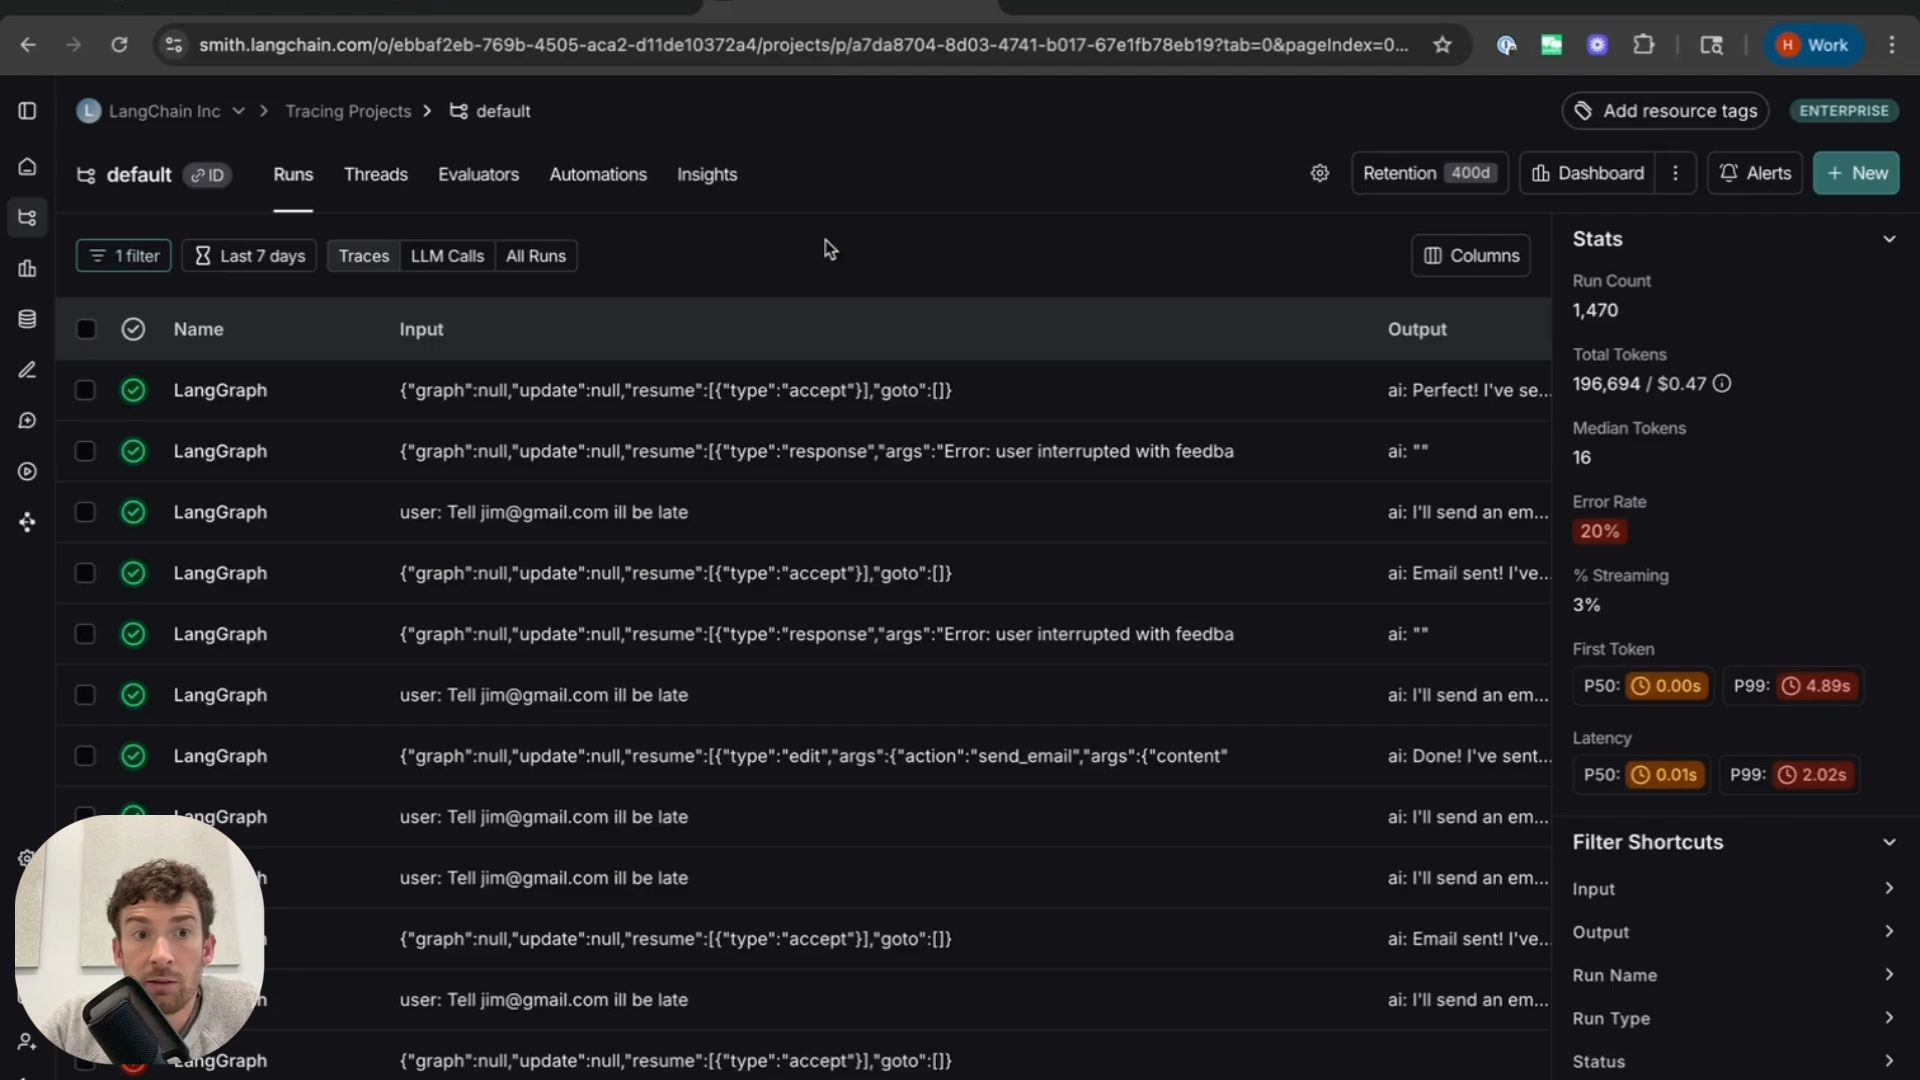 smith.langchain.com/o/ebbaf2eb-769b-4505-aca2-d11de10372a4/projects/p/a7da8704-8d03-4741-b017-67e1fb78eb19?tab=0&pageIndex=0...
H Work
L LangChain Inc > Tracing Projects > default
Add resource tags
ENTERPRISE
default ID
Runs Threads Evaluators Automations Insights
Retention 400d
Dashboard
Alerts
+ New
1 filter
Last 7 days
Traces LLM Calls All Runs
Columns
Name Input Output
LangGraph {"graph":null,"update":null,"resume":[{"type":"accept"}],"goto":[]} ai: Perfect! I've se...
LangGraph {"graph":null,"update":null,"resume":[{"type":"response","args":"Error: user interrupted with feedba ai: ""
LangGraph user: Tell jim@gmail.com ill be late ai: I'll send an em...
LangGraph {"graph":null,"update":null,"resume":[{"type":"accept"}],"goto":[]} ai: Email sent! I've...
LangGraph {"graph":null,"update":null,"resume":[{"type":"response","args":"Error: user interrupted with feedba ai: ""
LangGraph user: Tell jim@gmail.com ill be late ai: I'll send an em...
LangGraph {"graph":null,"update":null,"resume":[{"type":"edit","args":{"action":"send_email","args":{"content" ai: Done! I've sent...
LangGraph user: Tell jim@gmail.com ill be late ai: I'll send an em...
h user: Tell jim@gmail.com ill be late ai: I'll send an em...
h {"graph":null,"update":null,"resume":[{"type":"accept"}],"goto":[]} ai: Email sent! I've...
h user: Tell jim@gmail.com ill be late ai: I'll send an em...
LangGraph {"graph":null,"update":null,"resume":[{"type":"accept"}],"goto":[]}
Stats
Run Count
1,470
Total Tokens
196,694 / $0.47
Median Tokens
16
Error Rate
20%
% Streaming
3%
First Token
P50: 0.00s P99: 4.89s
Latency
P50: 0.01s P99: 2.02s
Filter Shortcuts
Input
Output
Run Name
Run Type
Status